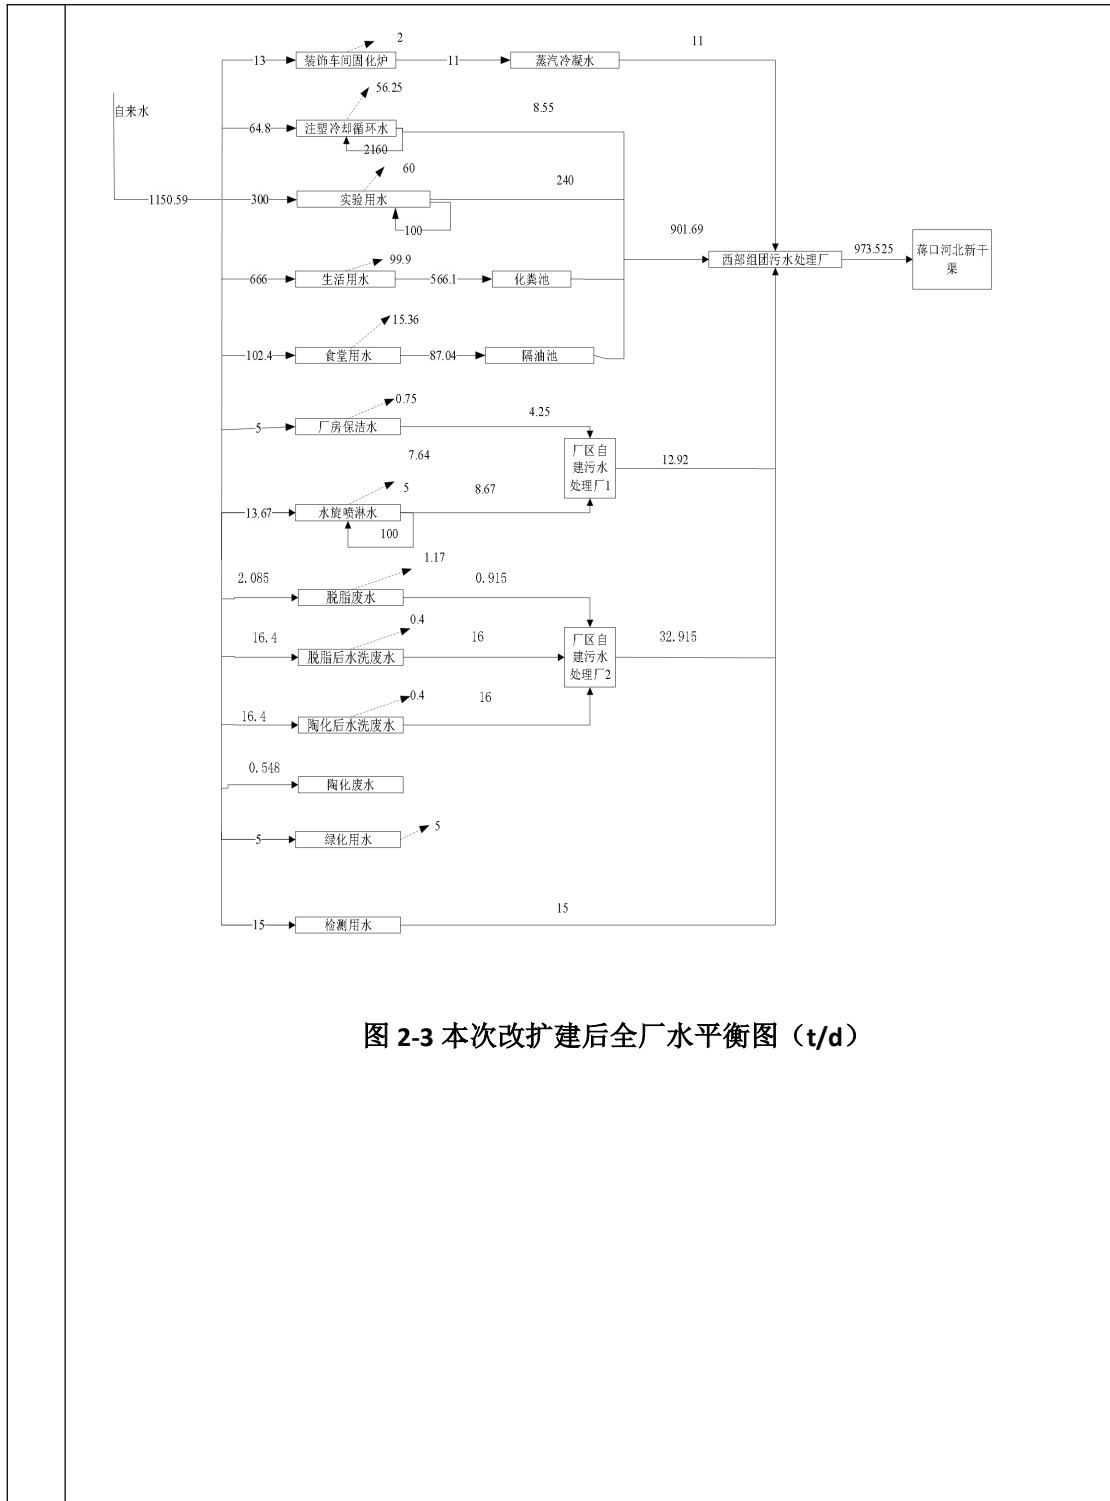 2
11
13
装饰车间固化炉
11
蒸汽冷凝水
56.25
自来水
8.55
64.8
注塑冷却循环水
2160
60
240
1150.59
300
实验用水
100
901.69
99.9
西部组团污水处理厂
973.525
蒋口河北新干
渠
666
生活用水
566.1
化粪池
15.36
102.4
食堂用水
87.04
隔油池
0.75
4.25
5
厂房保洁水
7.64
厂区自
建污水
处理厂1
12.92
5
8.67
13.67
水旋喷淋水
100
1.17
2.085
0.915
脱脂废水
0.4
16.4
16
厂区自
建污水
处理厂2
32.915
脱脂后水洗废水
0.4
16
16.4
陶化后水洗废水
0.548
陶化废水
5
5
绿化用水
15
15
检测用水
图 2-3 本次改扩建后全厂水平衡图（t/d）